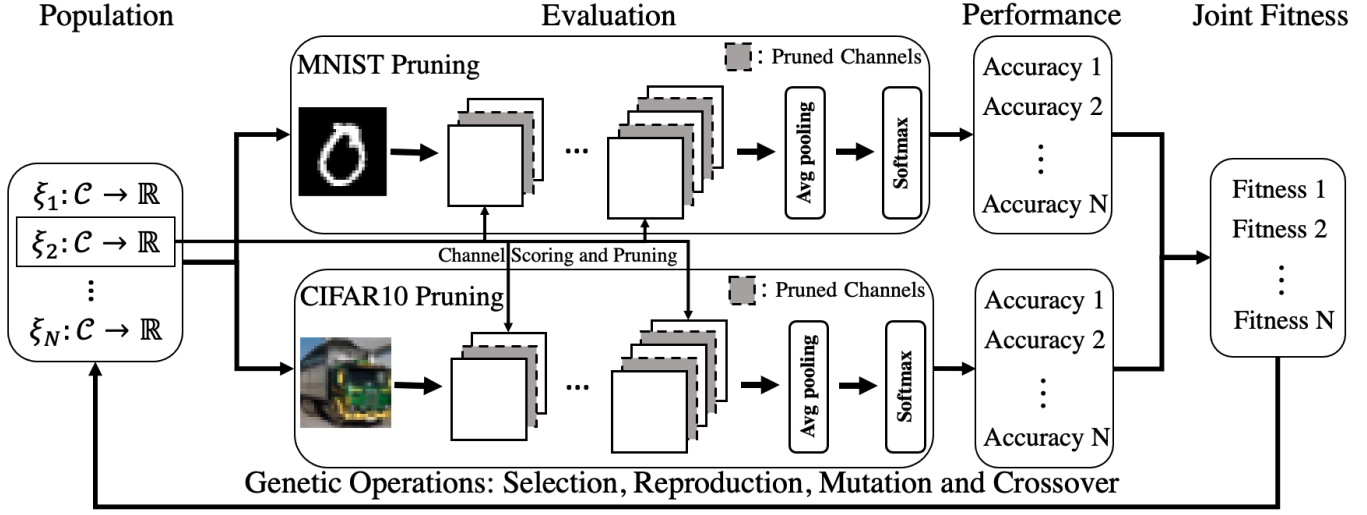 Population
Evaluation
Performance
Joint Fitness
ξ₁: 𝒞 → ℝ
ξ₂: 𝒞 → ℝ
⋮
ξ_N: 𝒞 → ℝ
MNIST Pruning
: Pruned Channels
...
Avg pooling
Softmax
Channel Scoring and Pruning
CIFAR10 Pruning
: Pruned Channels
...
Avg pooling
Softmax
Accuracy 1
Accuracy 2
⋮
Accuracy N
Accuracy 1
Accuracy 2
⋮
Accuracy N
Fitness 1
Fitness 2
⋮
Fitness N
Genetic Operations: Selection, Reproduction, Mutation and Crossover